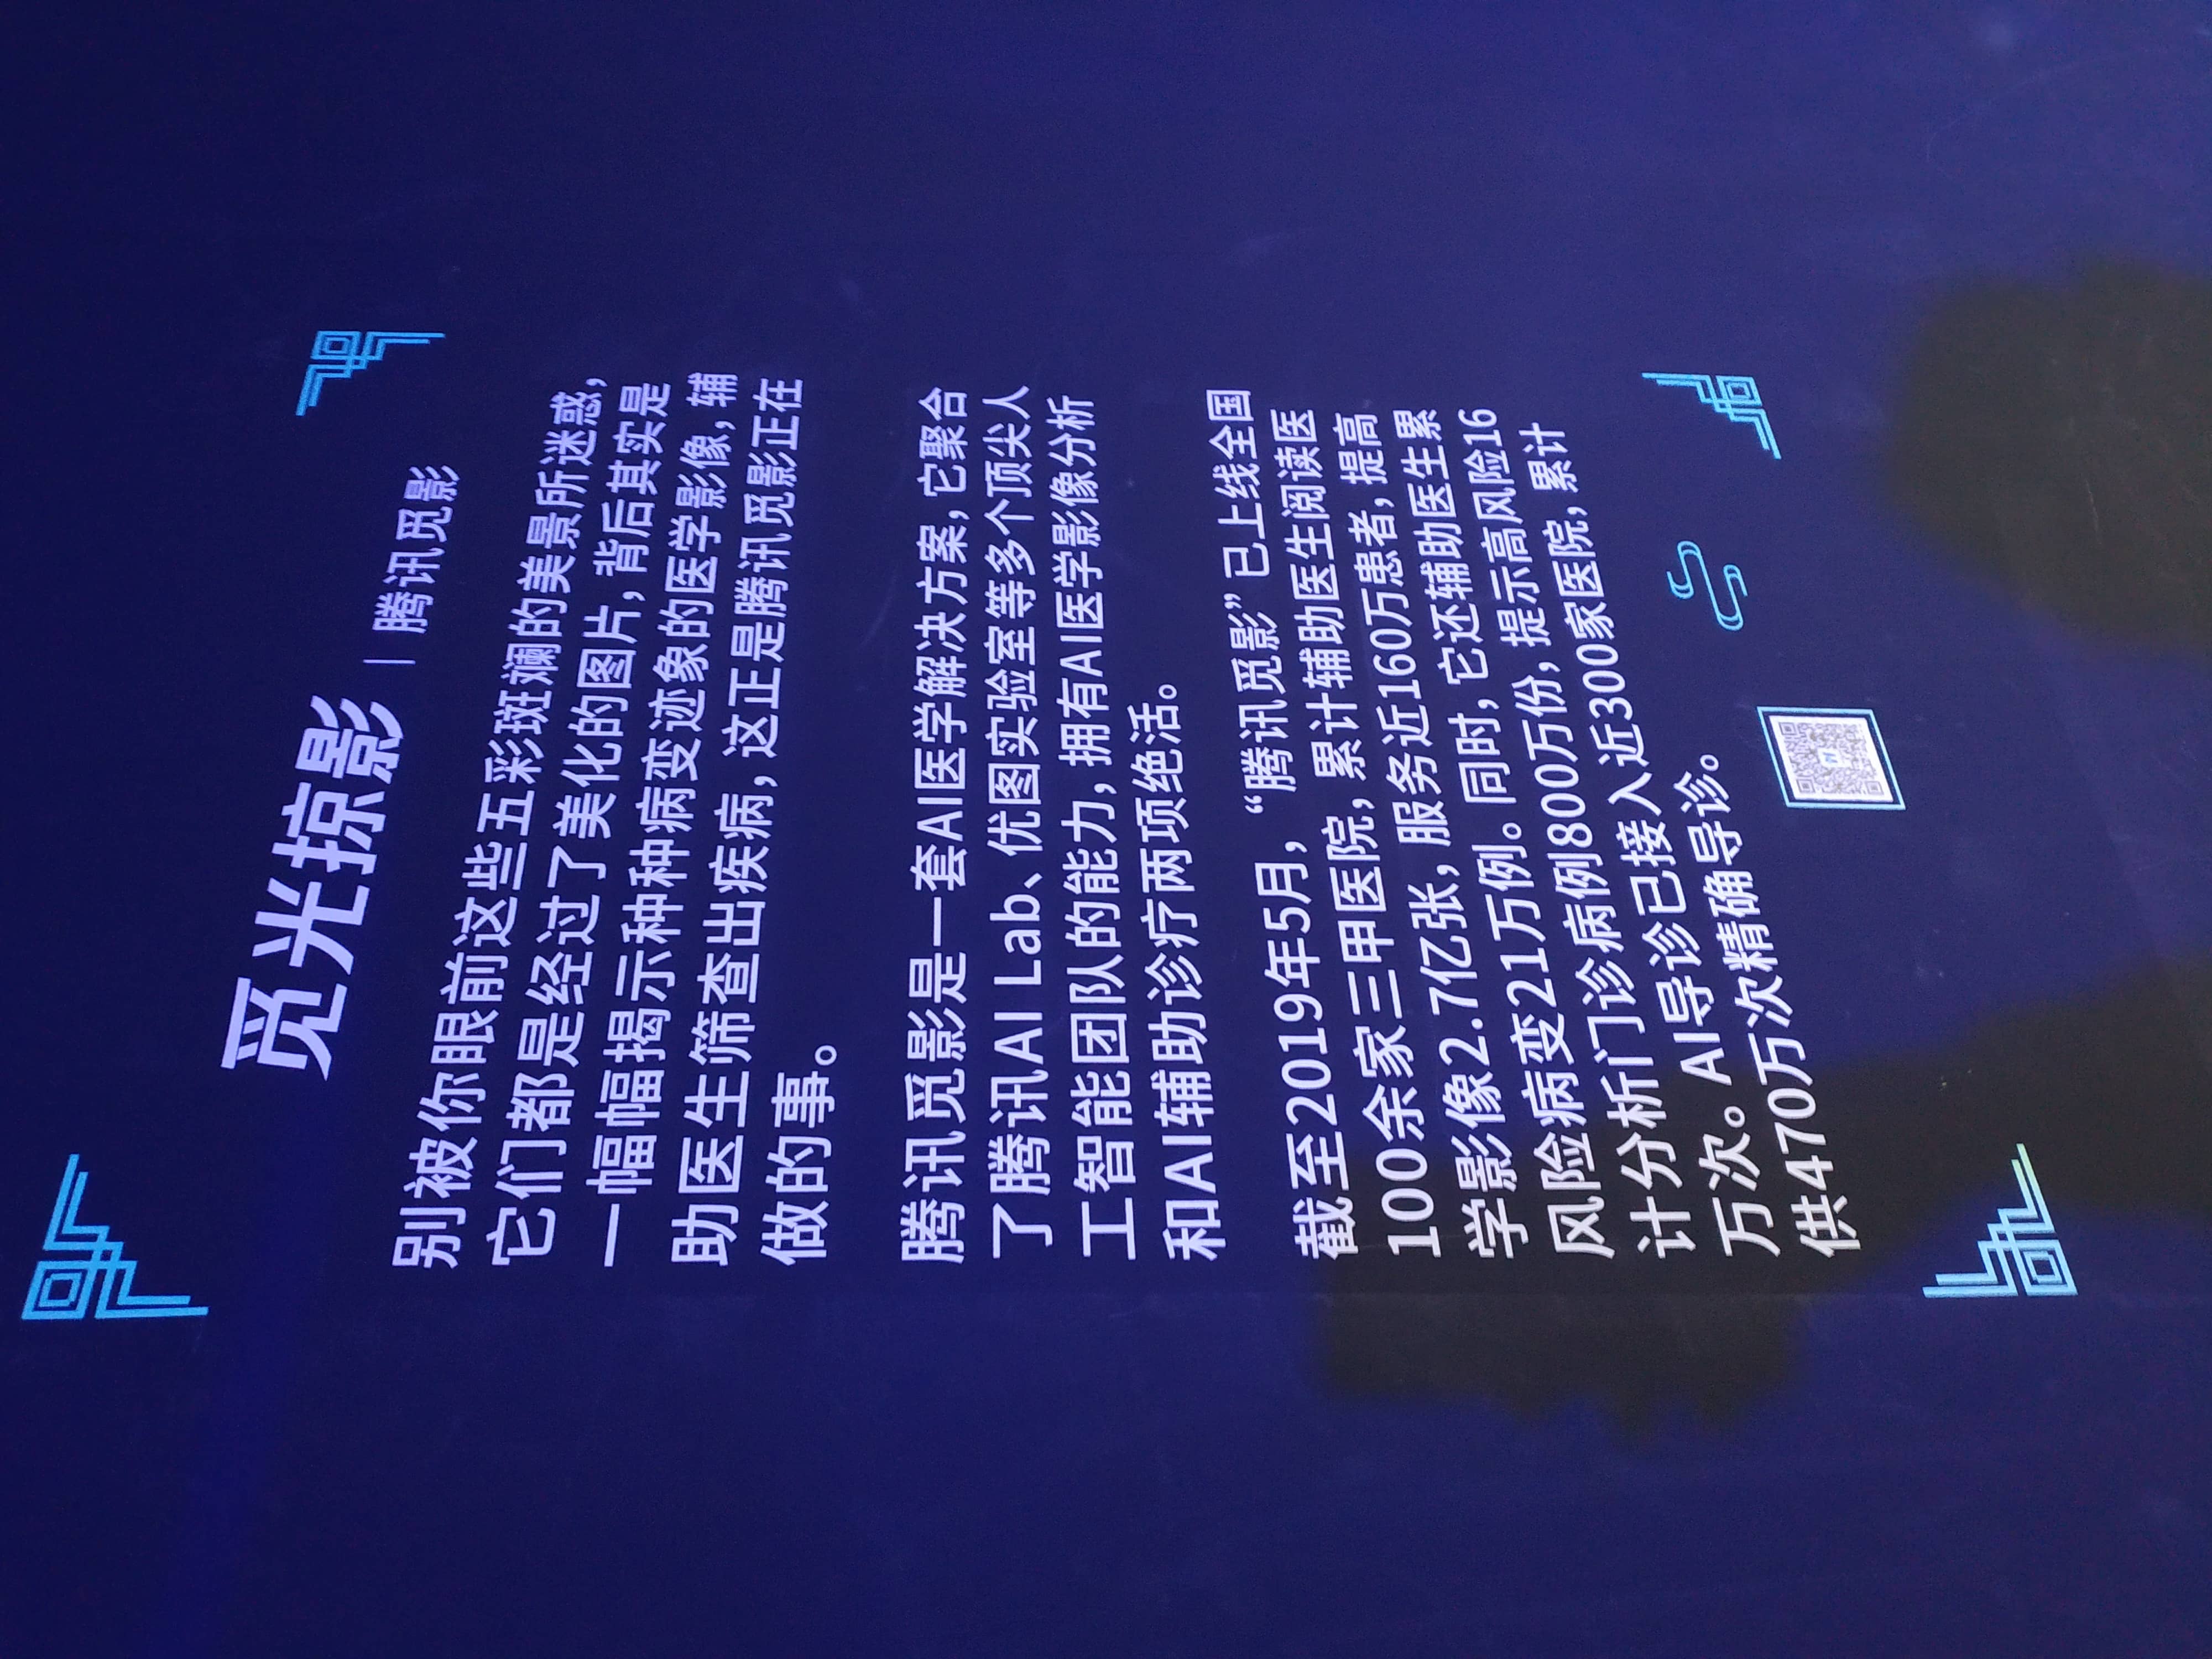 觅光掠影 | 腾讯觅影
别被你眼前这些五彩斑斓的美景所迷惑，
它们都是经过了美化的图片，背后其实是
一幅幅揭示种种病变迹象的医学影像，辅
助医生筛查出疾病，这正是腾讯觅影正在
做的事。
腾讯觅影是一套AI医学解决方案，它聚合
了腾讯AI Lab、优图实验室等多个顶尖人
工智能团队的能力，拥有AI医学影像分析
和AI辅助诊疗两项绝活。
截至2019年5月，“腾讯觅影”已上线全国
100余家三甲医院，累计辅助医生阅读医
学影像2.7亿张，服务近160万患者，提高
风险病变21万例。同时，它还辅助医生累
计分析门诊病例800万份，提示高风险16
万次。AI导诊已接入近300家医院，累计
供470万次精确导诊。